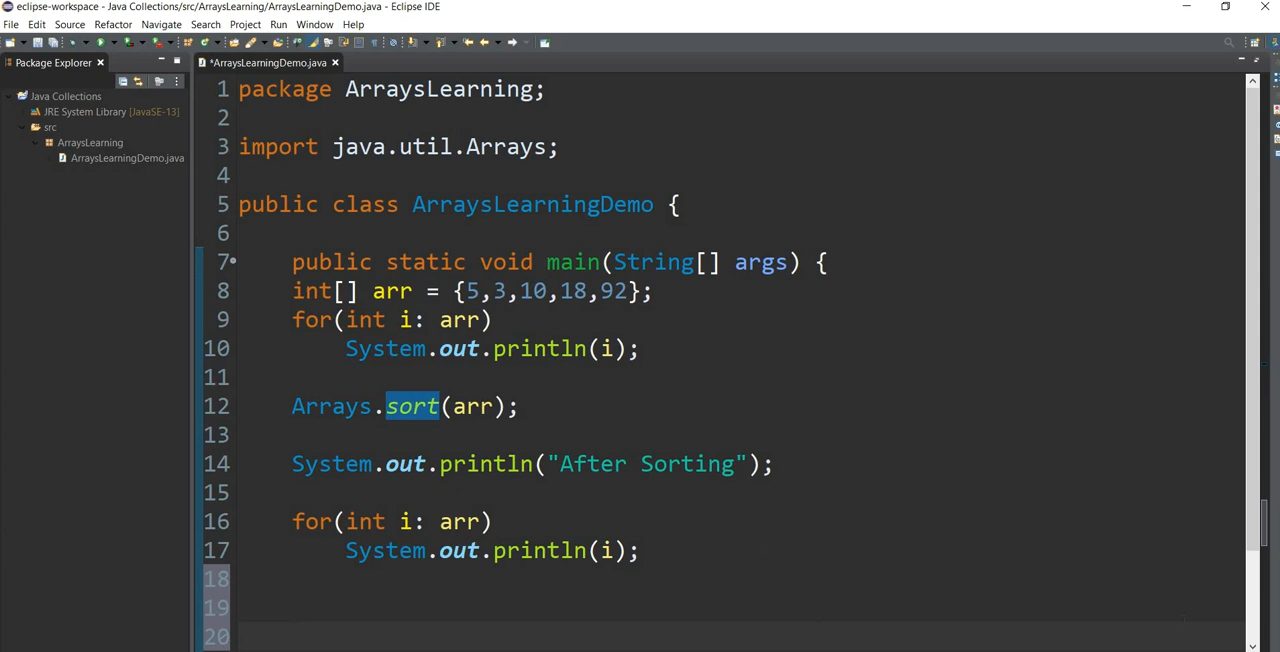 eclipse-workspace - Java Collections/src/ArraysLearning/ArraysLearningDemo.java - Eclipse IDE
File Edit Source Refactor Navigate Search Project Run Window Help
Package Explorer
*ArraysLearningDemo.java
Java Collections
JRE System Library [JavaSE-13]
src
ArraysLearning
ArraysLearningDemo.java
1 package ArraysLearning;
2
3 import java.util.Arrays;
4
5 public class ArraysLearningDemo {
6
7 public static void main(String[] args) {
8 int[] arr = {5,3,10,18,92};
9 for(int i: arr)
10 System.out.println(i);
11
12 Arrays.sort(arr);
13
14 System.out.println("After Sorting");
15
16 for(int i: arr)
17 System.out.println(i);
18
19
20